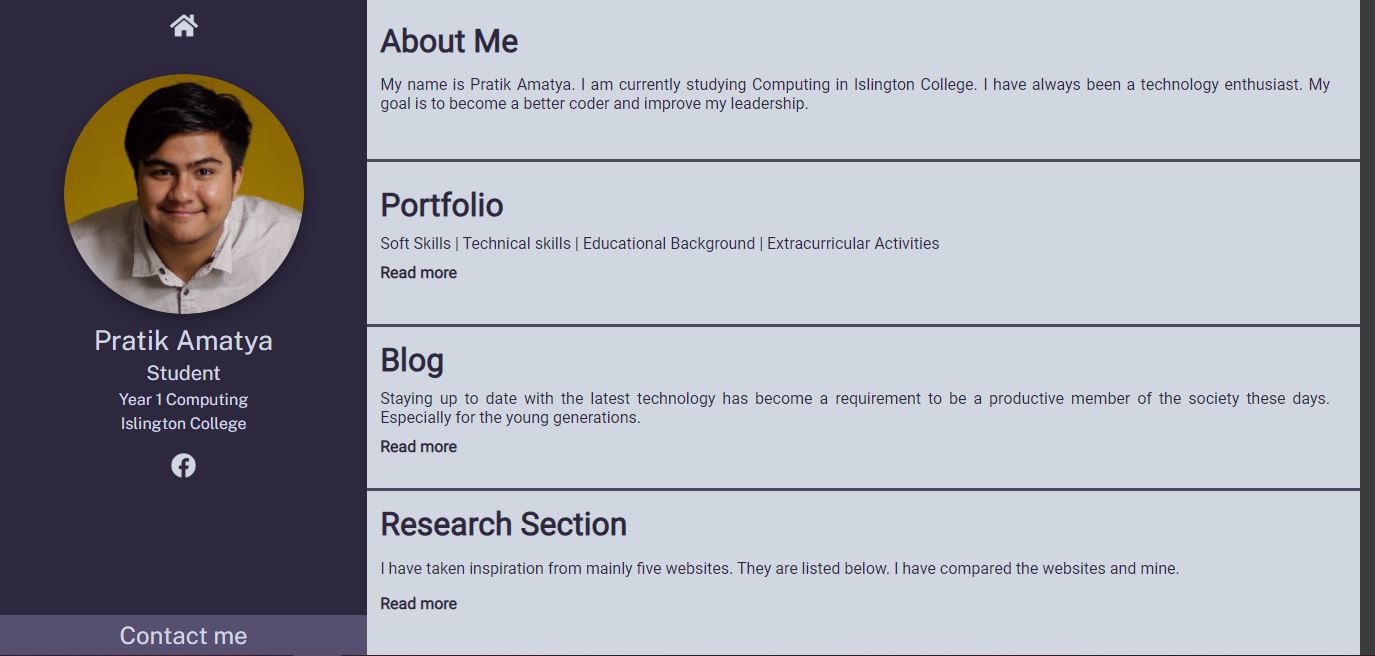 Pratik Amatya
Student
Year 1 Computing
Islington College
Contact me
About Me
My name is Pratik Amatya. I am currently studying Computing in Islington College. I have always been a technology enthusiast. My
goal is to become a better coder and improve my leadership.
Portfolio
Soft Skills | Technical skills | Educational Background | Extracurricular Activities
Read more
Blog
Staying up to date with the latest technology has become a requirement to be a productive member of the society these days.
Especially for the young generations.
Read more
Research Section
I have taken inspiration from mainly five websites. They are listed below. I have compared the websites and mine.
Read more